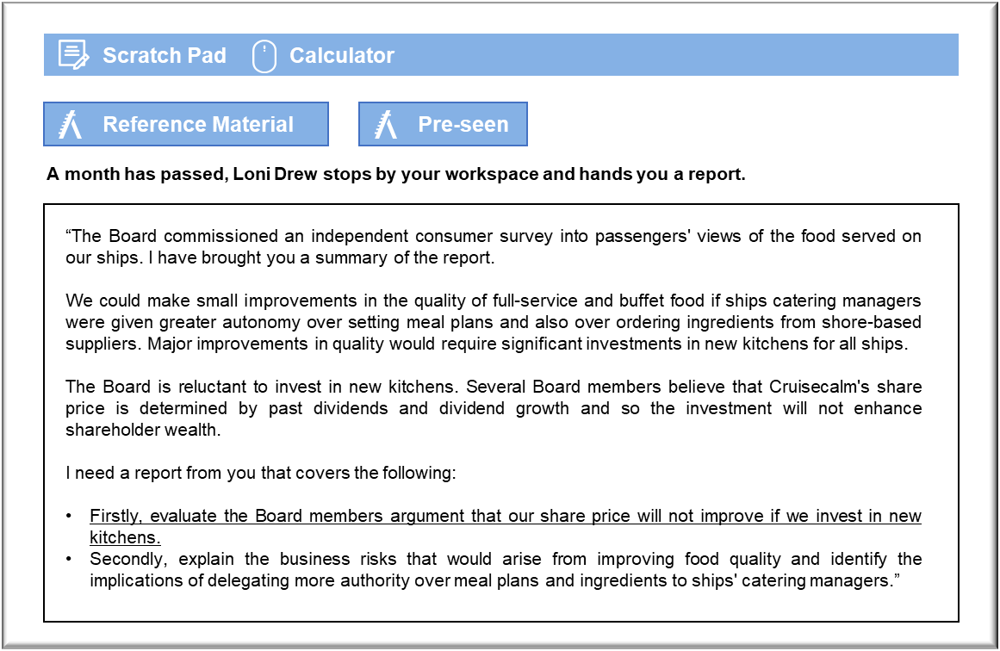 Scratch Pad Calculator
Reference Material Pre-seen
A month has passed, Loni Drew stops by your workspace and hands you a report.
“The Board commissioned an independent consumer survey into passengers' views of the food served on
our ships. I have brought you a summary of the report.
We could make small improvements in the quality of full-service and buffet food if ships catering managers
were given greater autonomy over setting meal plans and also over ordering ingredients from shore-based
suppliers. Major improvements in quality would require significant investments in new kitchens for all ships.
The Board is reluctant to invest in new kitchens. Several Board members believe that Cruisecalm's share
price is determined by past dividends and dividend growth and so the investment will not enhance
shareholder wealth.
I need a report from you that covers the following:
• Firstly, evaluate the Board members argument that our share price will not improve if we invest in new
kitchens.
• Secondly, explain the business risks that would arise from improving food quality and identify the
implications of delegating more authority over meal plans and ingredients to ships' catering managers.”